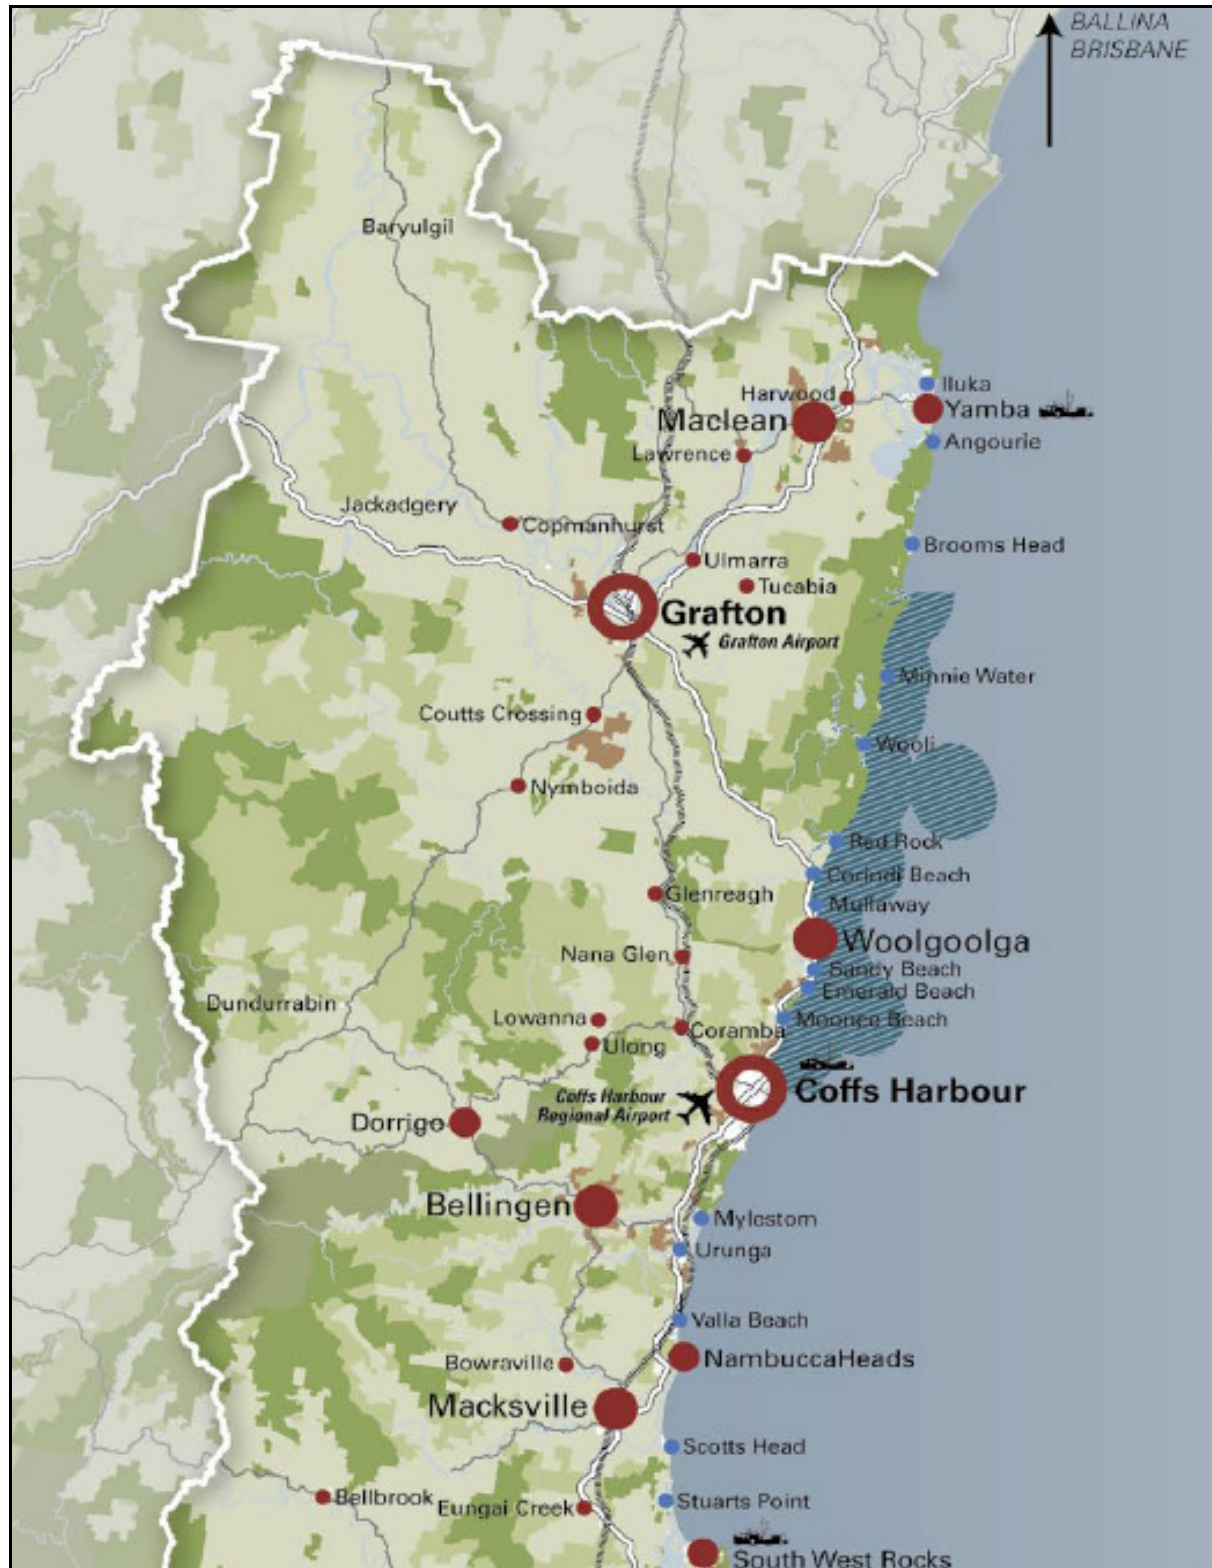 BALLINA
BRISBANE
Baryulgil
Iluka
Harwood
Yamba
Maclean
Angourie
Lawrence
Jackadgery
Copmanhurst
Brooms Head
Ulmarra
Tucabia
Grafton
Grafton Airport
Minnie Water
Coutts Crossing
Wooli
Nymboida
Red Rock
Corindi Beach
Glenreagh
Mullaway
Woolgoolga
Nana Glen
Sandy Beach
Emerald Beach
Dundurrabin
Lowanna
Moonee Beach
Coramba
Ulong
Coffs Harbour
Regional Airport
Coffs Harbour
Dorrigo
Bellingen
Mylestom
Urunga
Valla Beach
NambuccaHeads
Bowraville
Macksville
Scotts Head
Bellbrook
Stuarts Point
Eungai Creek
South West Rocks